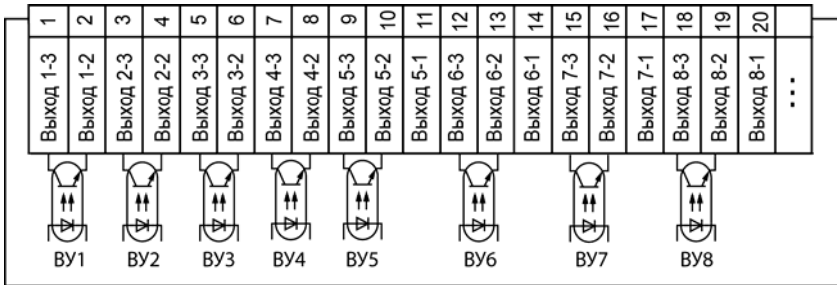 1 2 3 4 5 6 7 8 9 10 11 12 13 14 15 16 17 18 19 20
Выход 1-3 Выход 1-2 Выход 2-3 Выход 2-2 Выход 3-3 Выход 3-2 Выход 4-3 Выход 4-2 Выход 5-3 Выход 5-2 Выход 5-1 Выход 6-3 Выход 6-2 Выход 6-1 Выход 7-3 Выход 7-2 Выход 7-1 Выход 8-3 Выход 8-2 Выход 8-1 ...
ВУ1 ВУ2 ВУ3 ВУ4 ВУ5 ВУ6 ВУ7 ВУ8